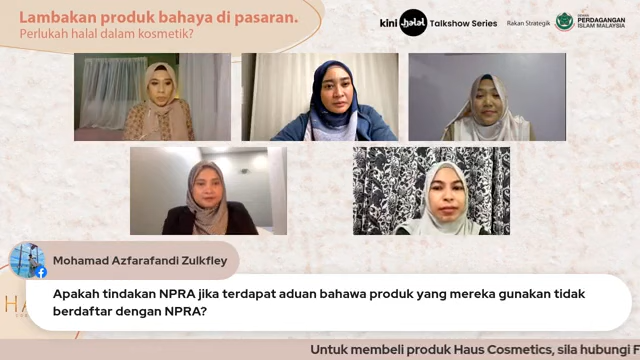 Lambakan produk bahaya di pasaran.
Perlukah halal dalam kosmetik?
kini halal Talkshow Series
Rakan Strategik
DEWAN
PERDAGANGAN
ISLAM MALAYSIA
Mohamad Azfarafandi Zulkfley
Apakah tindakan NPRA jika terdapat aduan bahawa produk yang mereka gunakan tidak
berdaftar dengan NPRA?
Untuk membeli produk Haus Cosmetics, sila hubungi F